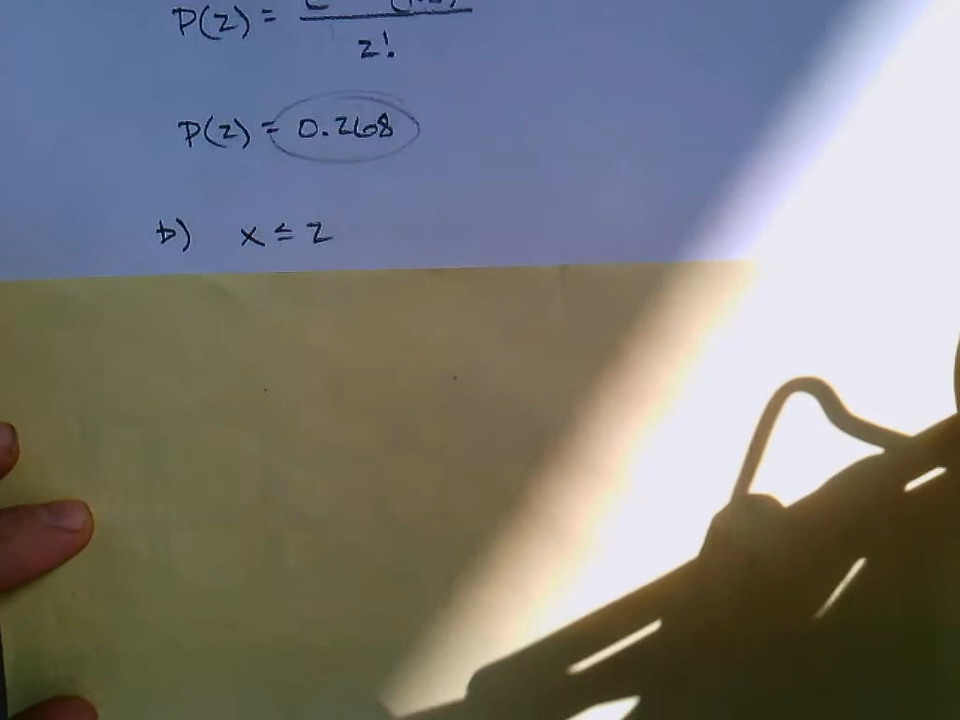 P(2) =
2!
P(2) = 0.268
b) x ≤ 2